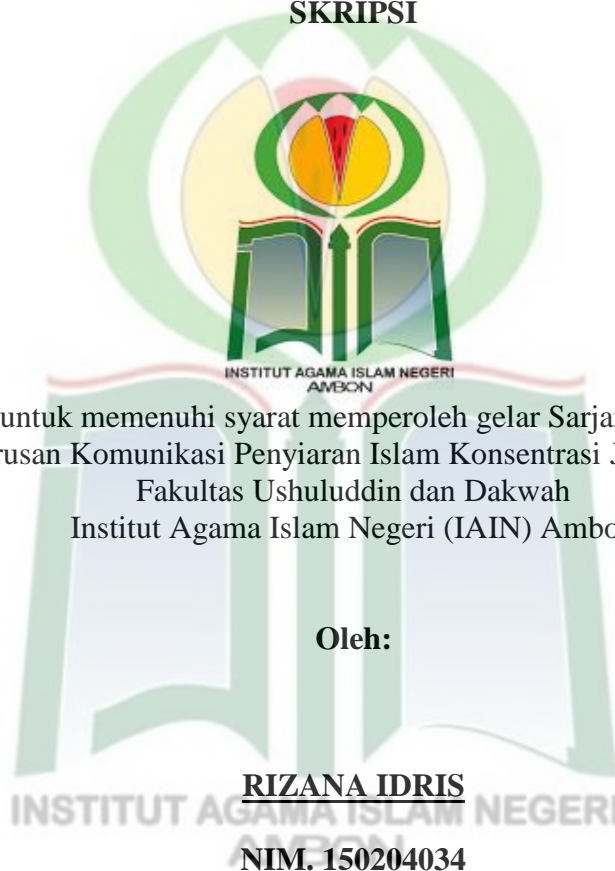 SKRIPSI
INSTITUT AGAMA ISLAM NEGERI
AMBON
untuk memenuhi syarat memperoleh gelar
rusan Komunikasi Penyiaran Islam Konsentrasi
Fakultas Ushuluddin dan Dakwah
Institut Agama Islam Negeri (IAIN) Ambo
Oleh:
RIZANA IDRIS
INSTITUT AGAMA ISLAM NEGERI
AMBON
NIM. 150204034